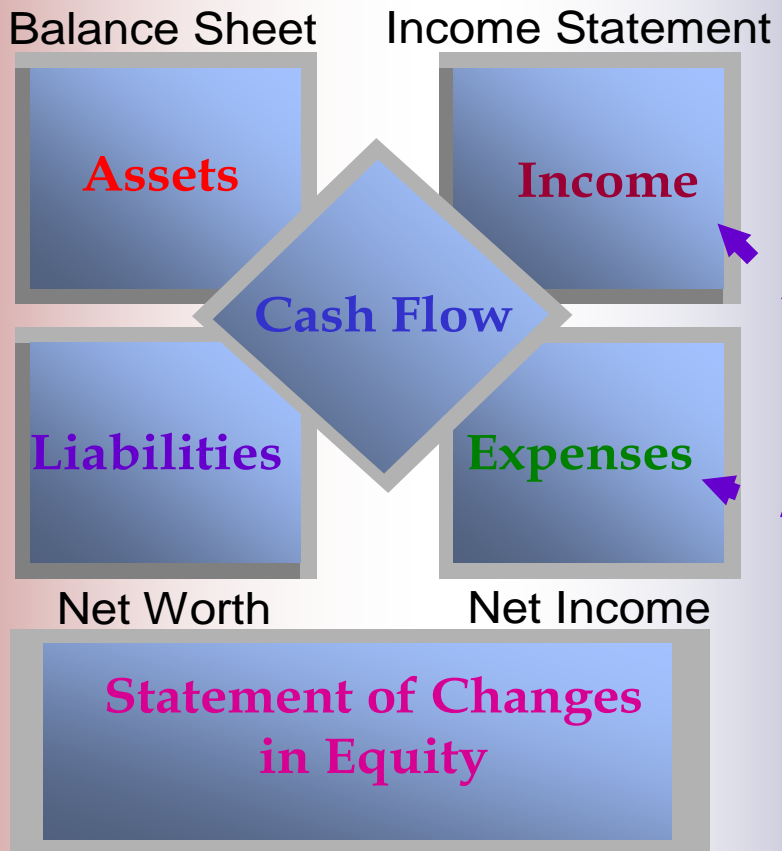 Balance Sheet
Income Statement
Assets
Income
Cash Flow
Liabilities
Expenses
Net Worth
Net Income
Statement of Changes
in Equity